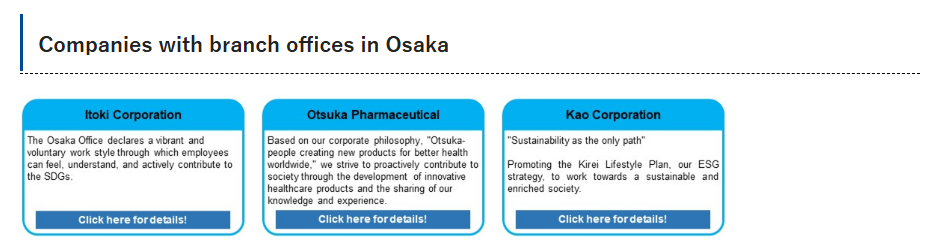 Companies with branch offices in Osaka
Itoki Corporation
The Osaka Office declares a vibrant and
voluntary work style through which employees
can feel, understand, and actively contribute to
the SDGs.
Click here for details!
Otsuka Pharmaceutical
Based on our corporate philosophy, "Otsuka-
people creating new products for better health
worldwide," we strive to proactively contribute to
society through the development of innovative
healthcare products and the sharing of our
knowledge and experience.
Click here for details!
Kao Corporation
"Sustainability as the only path"
Promoting the Kirei Lifestyle Plan, our ESG
strategy, to work towards a sustainable and
enriched society.
Click here for details!